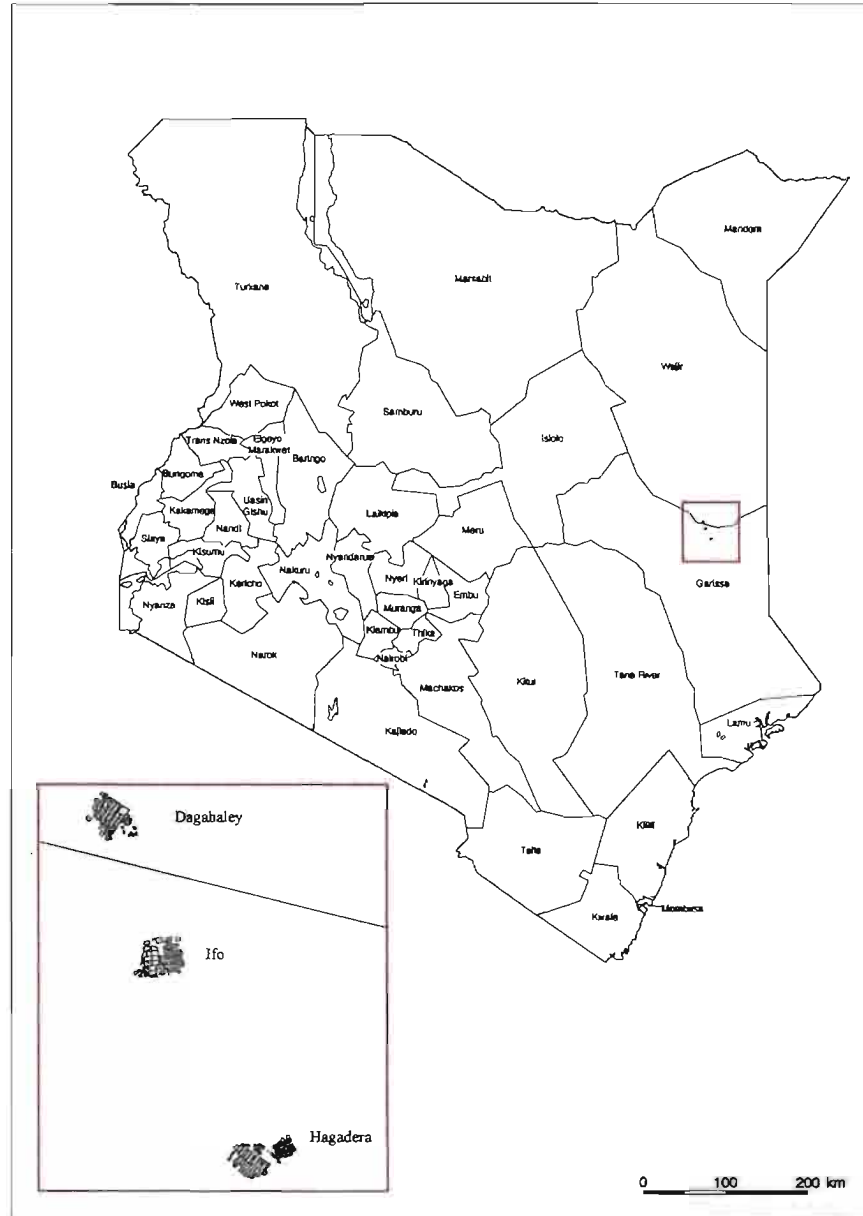 Mandera
Turkana
Marsabit
Wajir
West Pokot
Samburu
Isiolo
Trans Nzoia
Elgeyo
Marakwet
Baringo
Bungoma
Busia
Uasin
Gishu
Kakamega
Laikipia
Meru
Nandi
Siaya
Kisumu
Nyandarua
Nakuru
Nyeri
Kirinyaga
Garissa
Kericho
Embu
Nyanza
Kisii
Muranga
Kiambu
Thika
Narok
Nairobi
Kitui
Tana River
Machakos
Lamu
Kajiado
Dagahaley
Kilifi
Taita
Kwale
Mombasa
Ifo
Hagadera
0 100 200 km